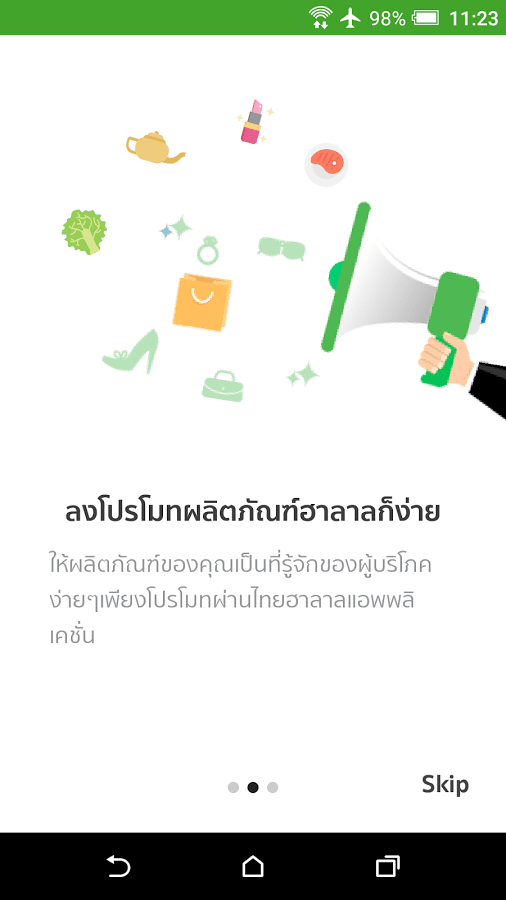 98% 11:23
ลงโปรโมทผลิตภัณฑ์ฮาลาลก็ง่าย
ให้ผลิตภัณฑ์ของคุณเป็นที่รู้จักของผู้บริโภค
ง่ายๆเพียงโปรโมทผ่านไทยฮาลาลแอพพลิ
เคชั่น
Skip